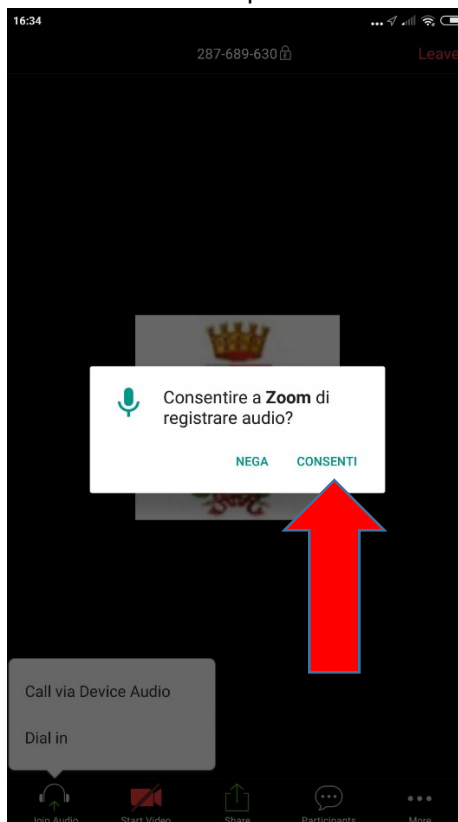 16:34
287-689-630
Leave
Consentire a Zoom di
registrare audio?
NEGA CONSENTI
Call via Device Audio
Dial in
Join Audio Start Video Share Participants More